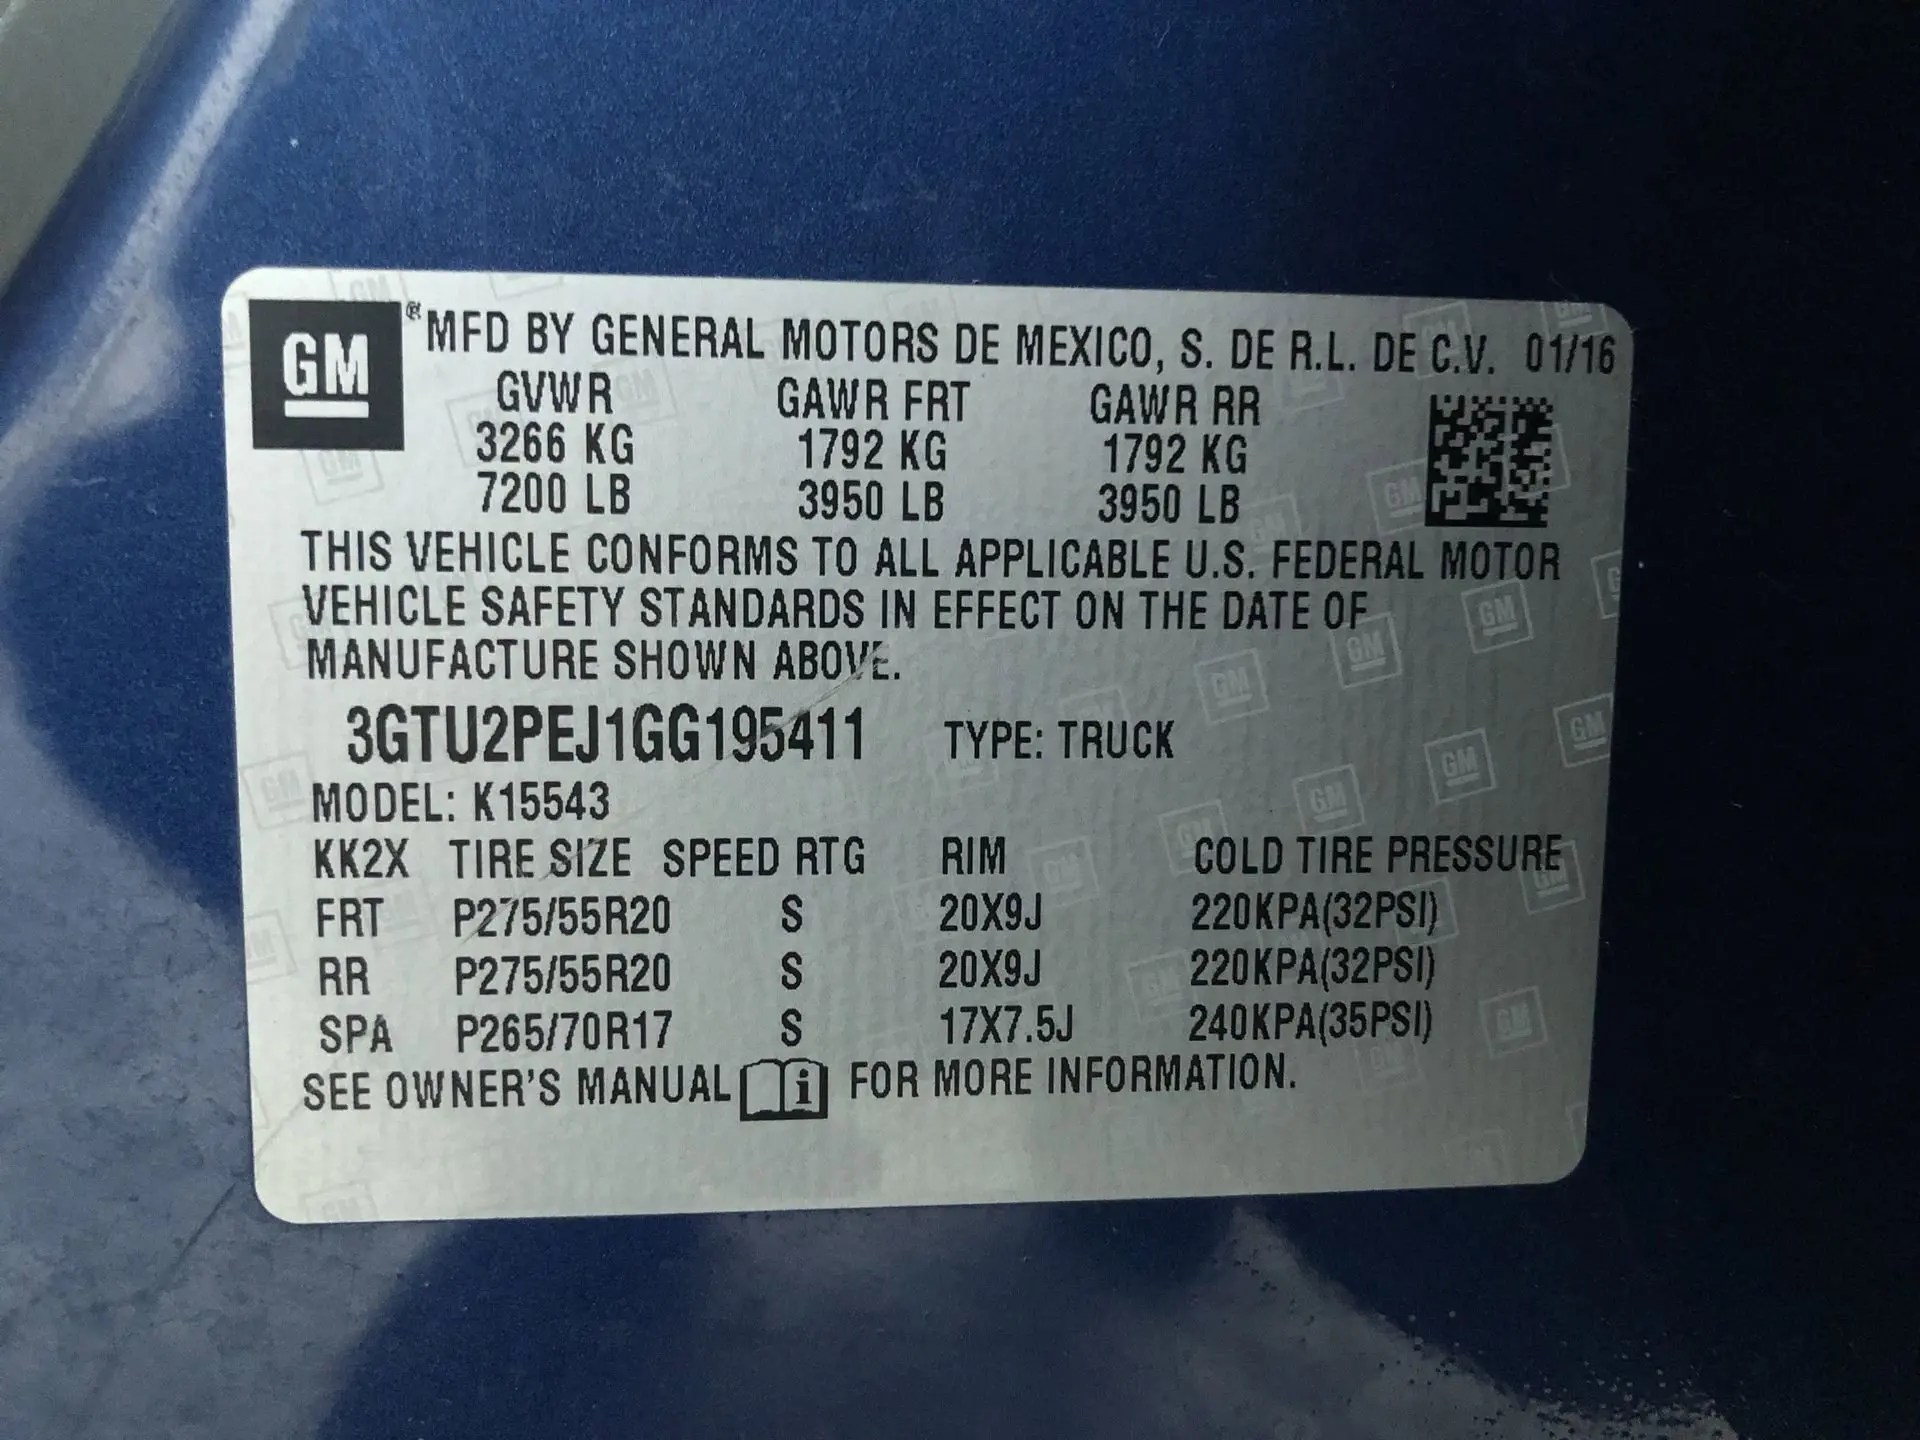 GM ® MFD BY GENERAL MOTORS DE MEXICO, S. DE R.L. DE C.V. 01/16
GVWR GAWR FRT GAWR RR
3266 KG 1792 KG 1792 KG
7200 LB 3950 LB 3950 LB
THIS VEHICLE CONFORMS TO ALL APPLICABLE U.S. FEDERAL MOTOR
VEHICLE SAFETY STANDARDS IN EFFECT ON THE DATE OF
MANUFACTURE SHOWN ABOVE.
3GTU2PEJ1GG195411 TYPE: TRUCK
MODEL: K15543
KK2X TIRE SIZE SPEED RTG RIM COLD TIRE PRESSURE
FRT P275/55R20 S 20X9J 220KPA(32PSI)
RR P275/55R20 S 20X9J 220KPA(32PSI)
SPA P265/70R17 S 17X7.5J 240KPA(35PSI)
SEE OWNER'S MANUAL i FOR MORE INFORMATION.